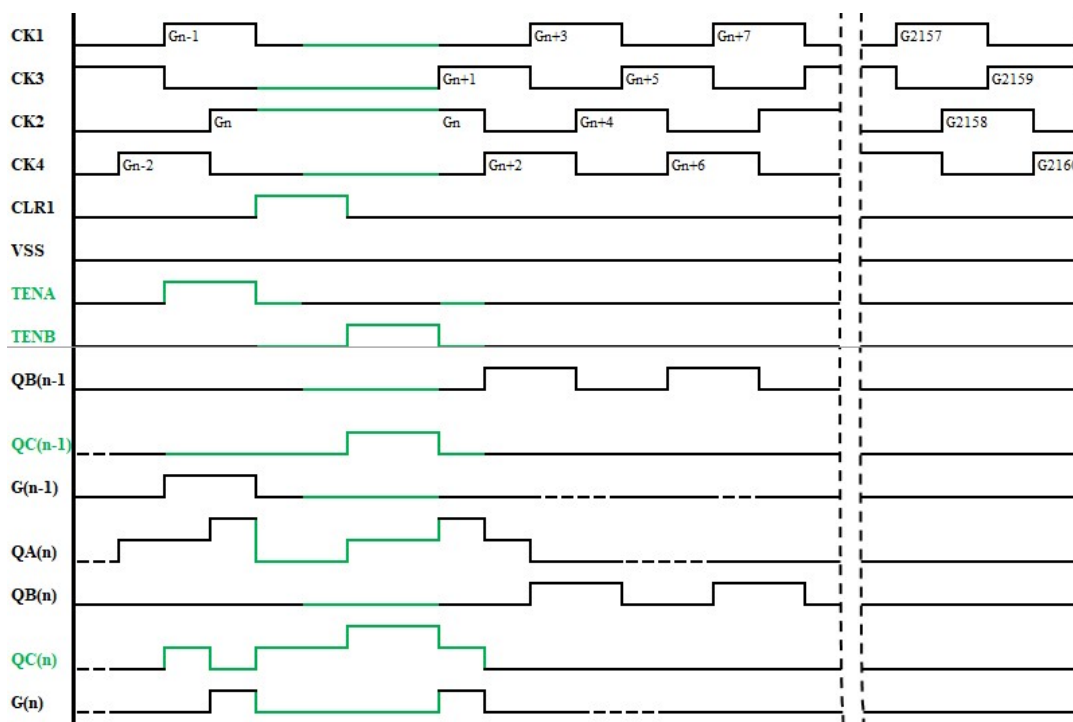 CK1 Gn-1 Gn+3 Gn+7 G2157
CK3 Gn+1 Gn+5 G2159
CK2 Gn Gn Gn+4 G2158
CK4 Gn-2 Gn+2 Gn+6 G2160
CLR1
VSS
TENA
TENB
QB(n-1
QC(n-1)
G(n-1)
QA(n)
QB(n)
QC(n)
G(n)